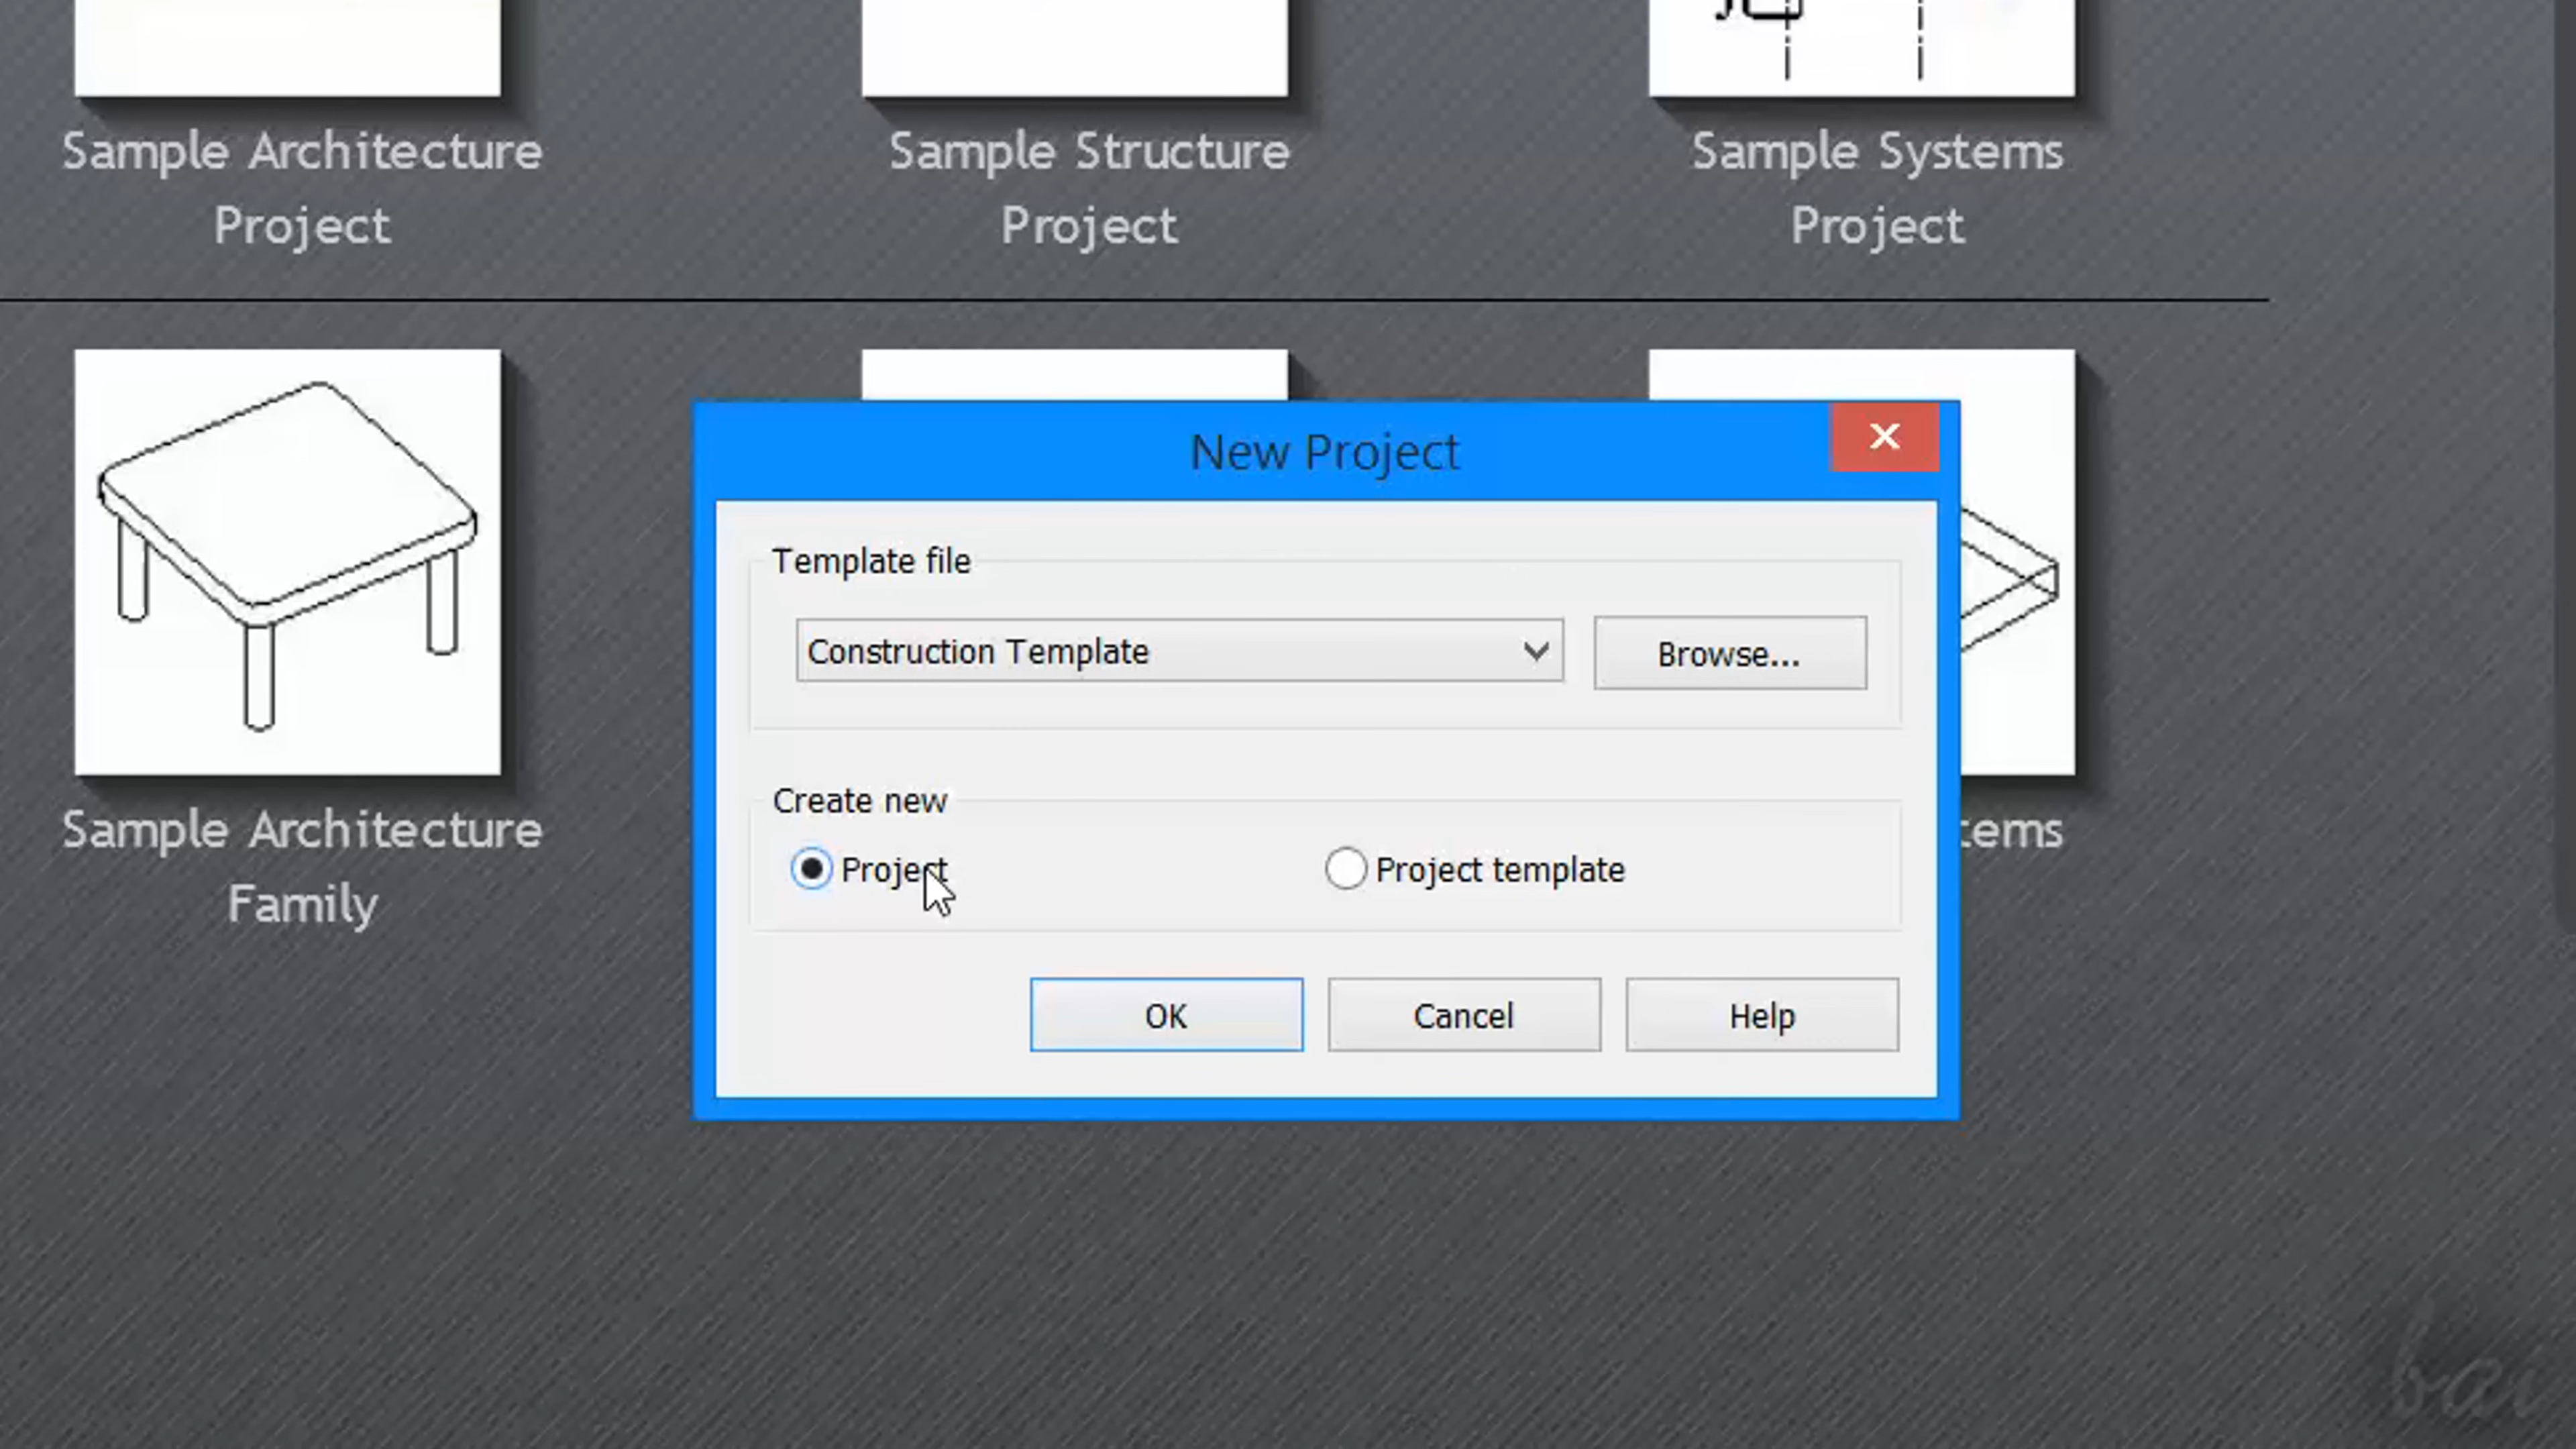 Sample Architecture
Project
Sample Structure
Project
Sample Systems
Project
Sample Architecture
Family
New Project
Template file
Construction Template
Browse...
Create new
Project
Project template
OK
Cancel
Help